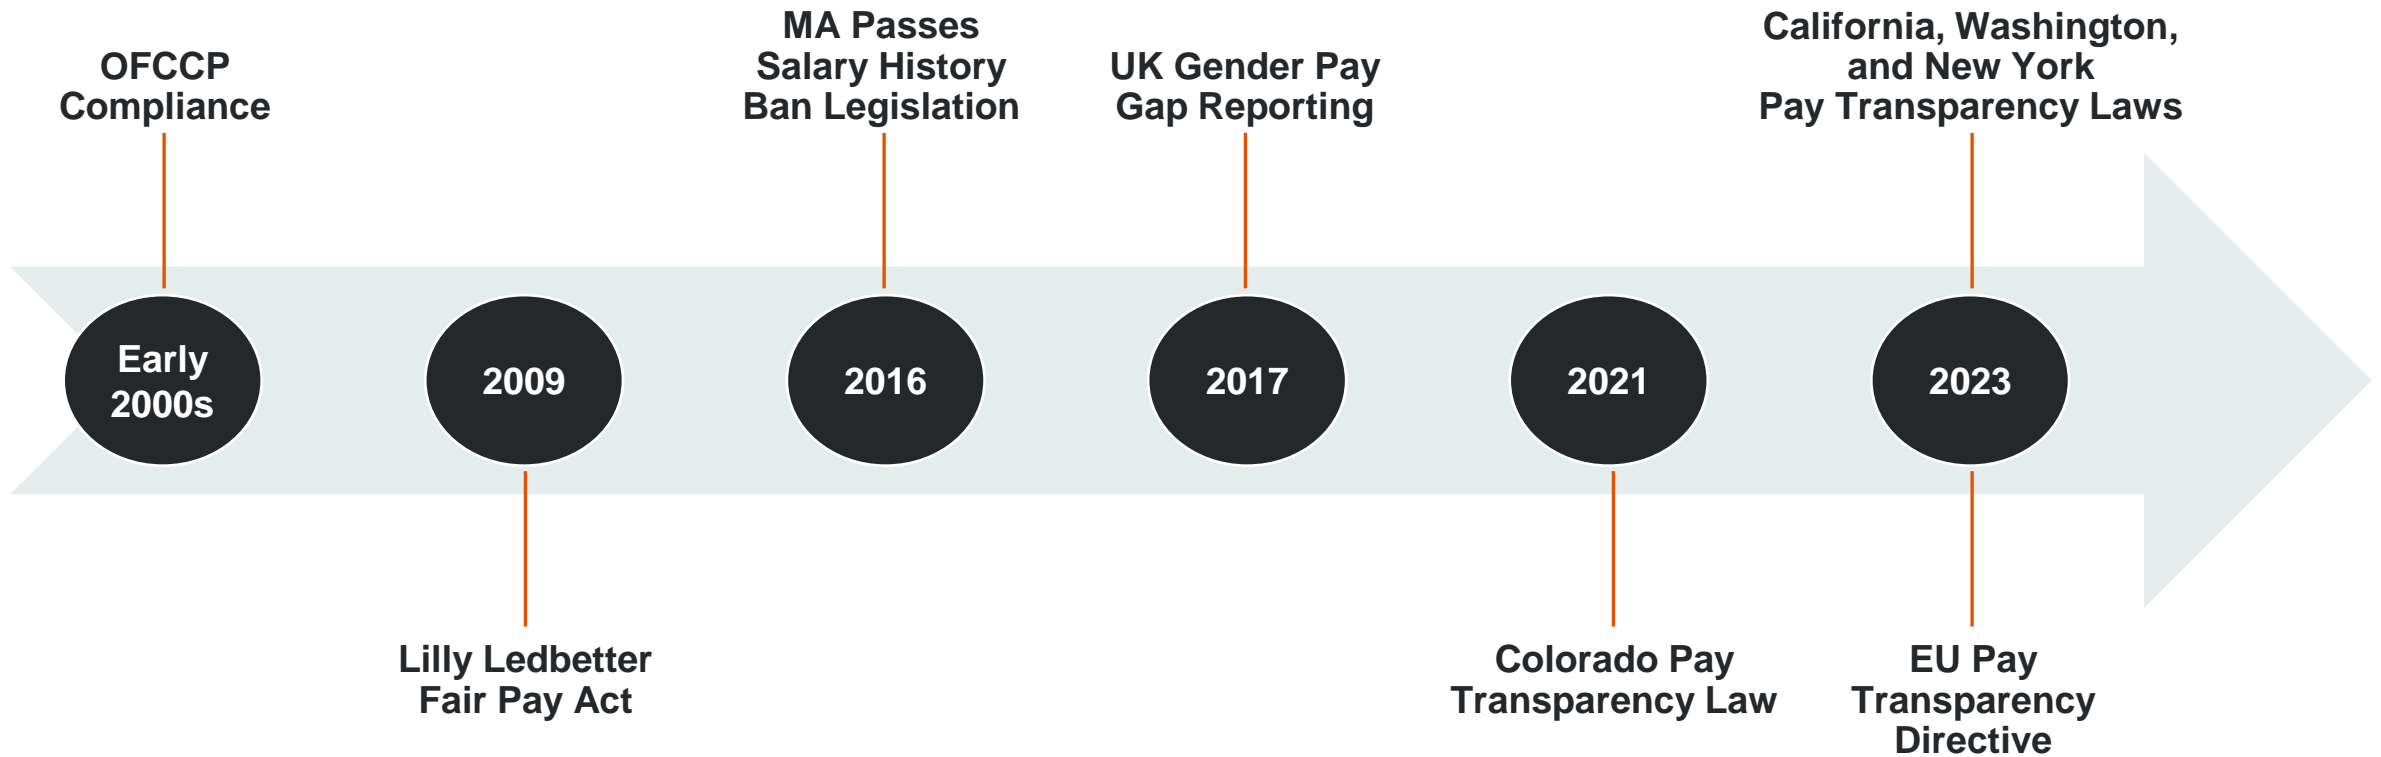 OFCCP
Compliance
MA Passes
Salary History
Ban Legislation
UK Gender Pay
Gap Reporting
California, Washington,
and New York
Pay Transparency Laws
Early
2000s
2009
2016
2017
2021
2023
Lilly Ledbetter
Fair Pay Act
Colorado Pay
Transparency Law
EU Pay
Transparency
Directive